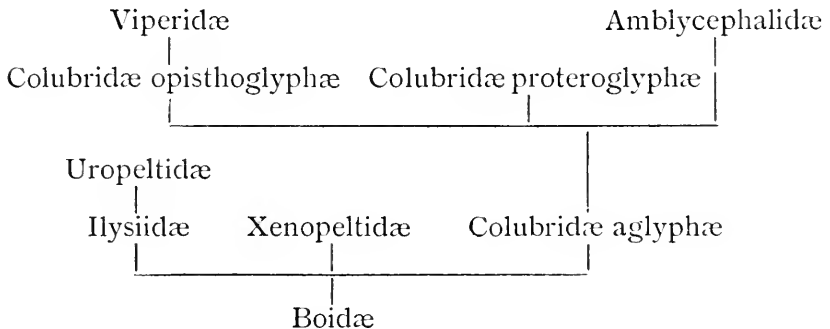 Viperidæ Amblycephalidæ
Colubridæ opisthoglyphæ Colubridæ proteroglyphæ
Uropeltidæ
Ilysiidæ Xenopeltidæ Colubridæ aglyphæ
Boidæ